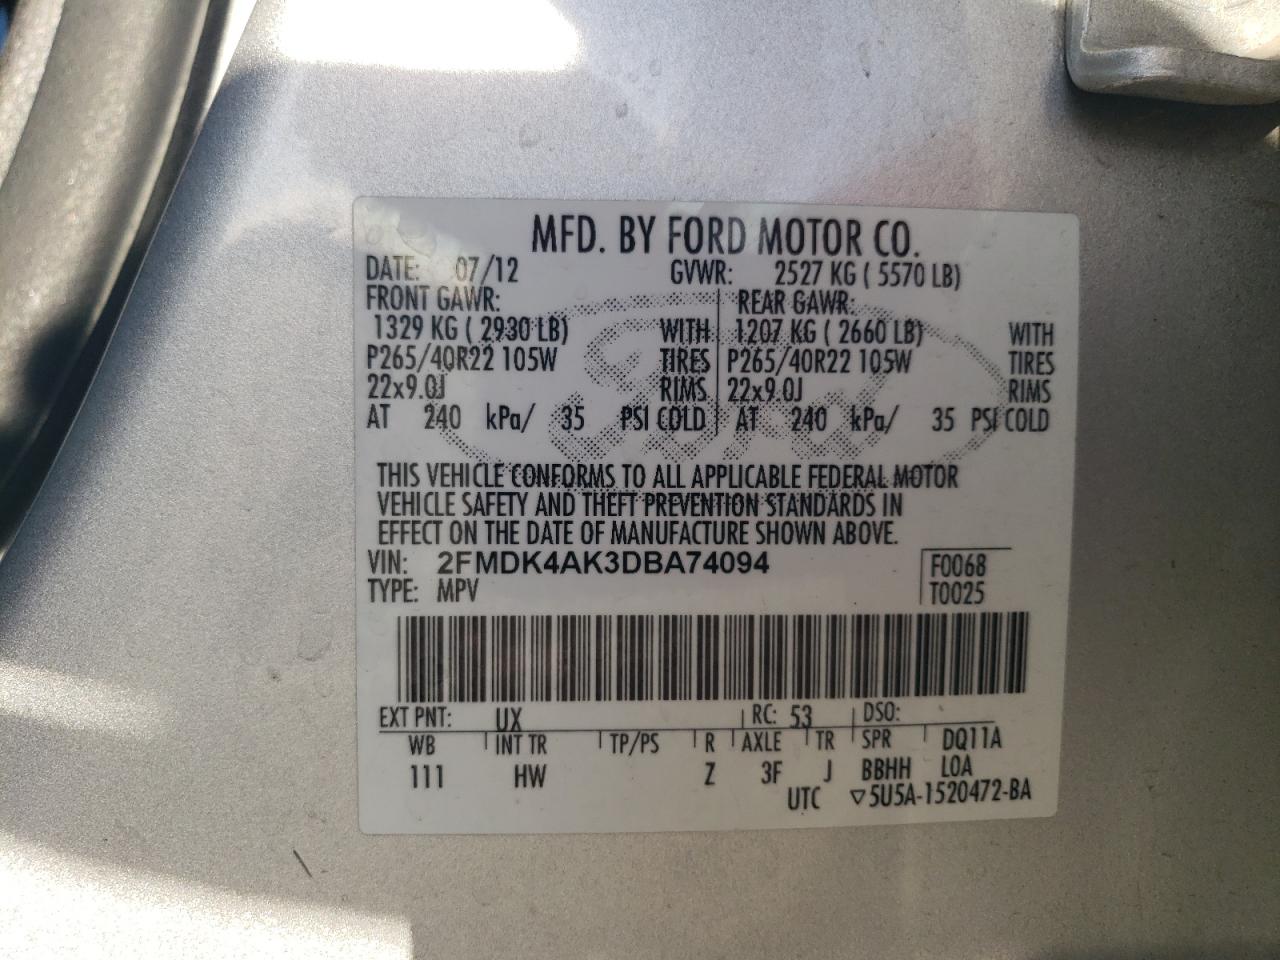 MFD. BY FORD MOTOR CO.
DATE: 07/12 GVWR: 2527 KG ( 5570 LB)
FRONT GAWR: REAR GAWR:
1329 KG ( 2930 LB) WITH 1207 KG ( 2660 LB) WITH
P265/40R22 105W TIRES P265/40R22 105W TIRES
22x9.0J RIMS 22x9.0J RIMS
AT 240 kPa/ 35 PSI COLD AT 240 kPa/ 35 PSI COLD
Ford
THIS VEHICLE CONFORMS TO ALL APPLICABLE FEDERAL MOTOR
VEHICLE SAFETY AND THEFT PREVENTION STANDARDS IN
EFFECT ON THE DATE OF MANUFACTURE SHOWN ABOVE.
VIN: 2FMDK4AK3DBA74094 F0068
TYPE: MPV T0025
EXT PNT: UX RC: 53 DSO:
WB INT TR TP/PS R AXLE TR SPR DQ11A
111 HW Z 3F J BBHH LOA
UTC ▽5U5A-1520472-BA